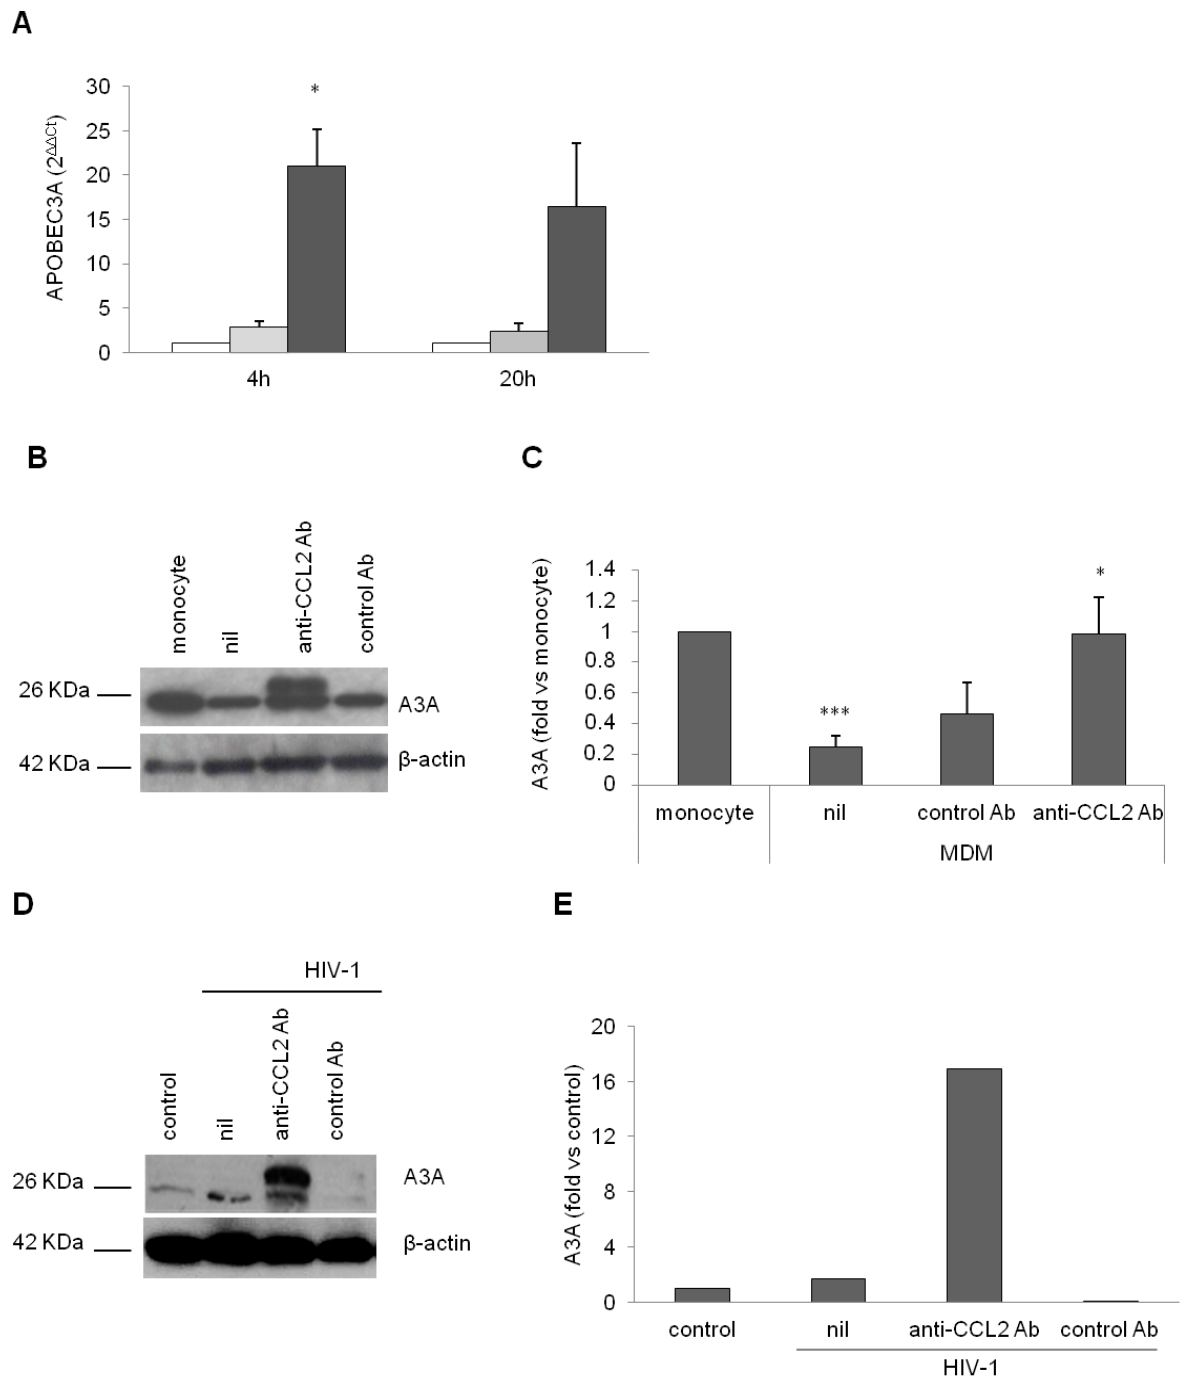 A
APOBEC3A (2^ΔΔCt)
30
25
20
15
10
5
0
*
4h
20h
B
monocyte
nil
anti-CCL2 Ab
control Ab
26 KDa
A3A
42 KDa
β-actin
C
A3A (fold vs monocyte)
1.4
1.2
1
0.8
0.6
0.4
0.2
0
***
*
monocyte
nil
control Ab
anti-CCL2 Ab
MDM
D
HIV-1
control
nil
anti-CCL2 Ab
control Ab
26 KDa
A3A
42 KDa
β-actin
E
A3A (fold vs control)
20
16
12
8
4
0
control
nil
anti-CCL2 Ab
control Ab
HIV-1